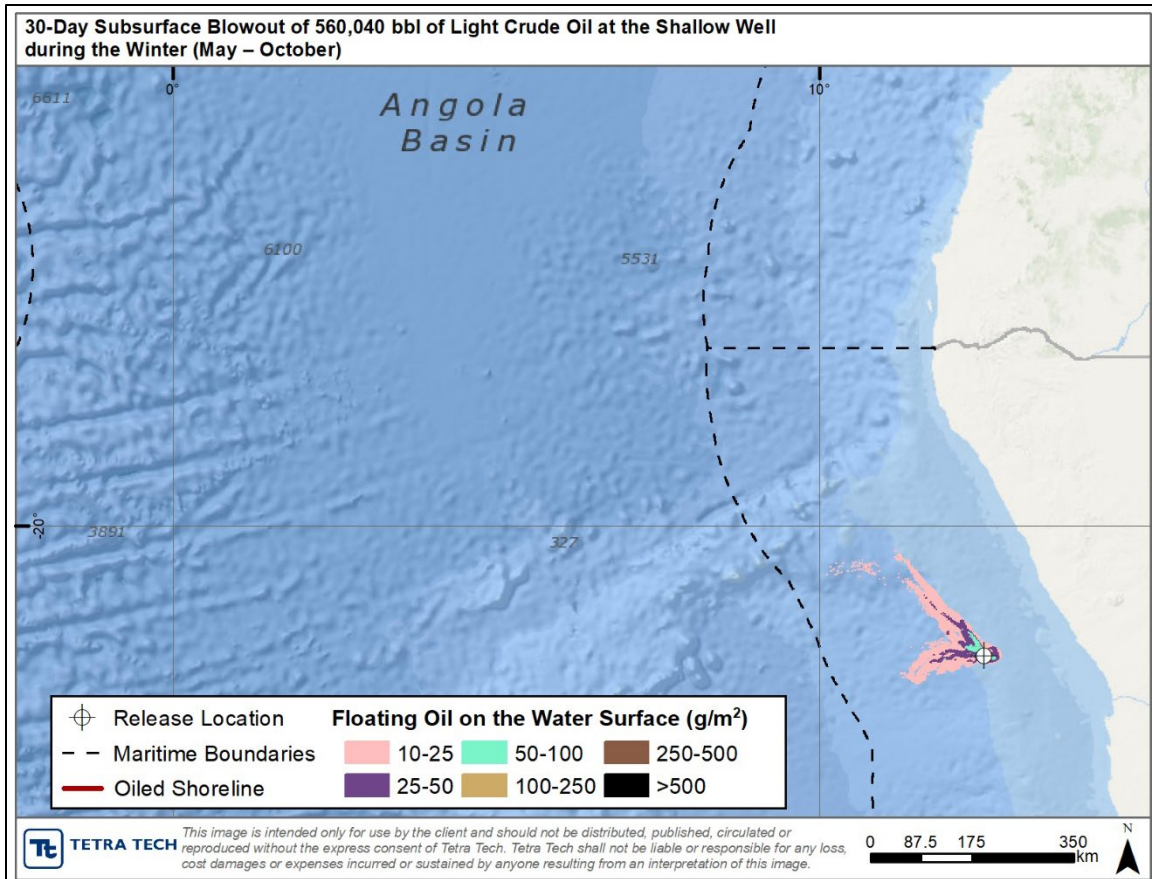 30-Day Subsurface Blowout of 560,040 bbl of Light Crude Oil at the Shallow Well
during the Winter (May – October)
0°
10°
6611
Angola
Basin
6100
5531
-20°
3891
327
Release Location
Maritime Boundaries
Oiled Shoreline
Floating Oil on the Water Surface (g/m²)
10-25
50-100
250-500
25-50
100-250
>500
Tt
TETRA TECH
This image is intended only for use by the client and should not be distributed, published, circulated or
reproduced without the express consent of Tetra Tech. Tetra Tech shall not be liable or responsible for any loss,
cost damages or expenses incurred or sustained by anyone resulting from an interpretation of this image.
0 87.5 175 350
km
N